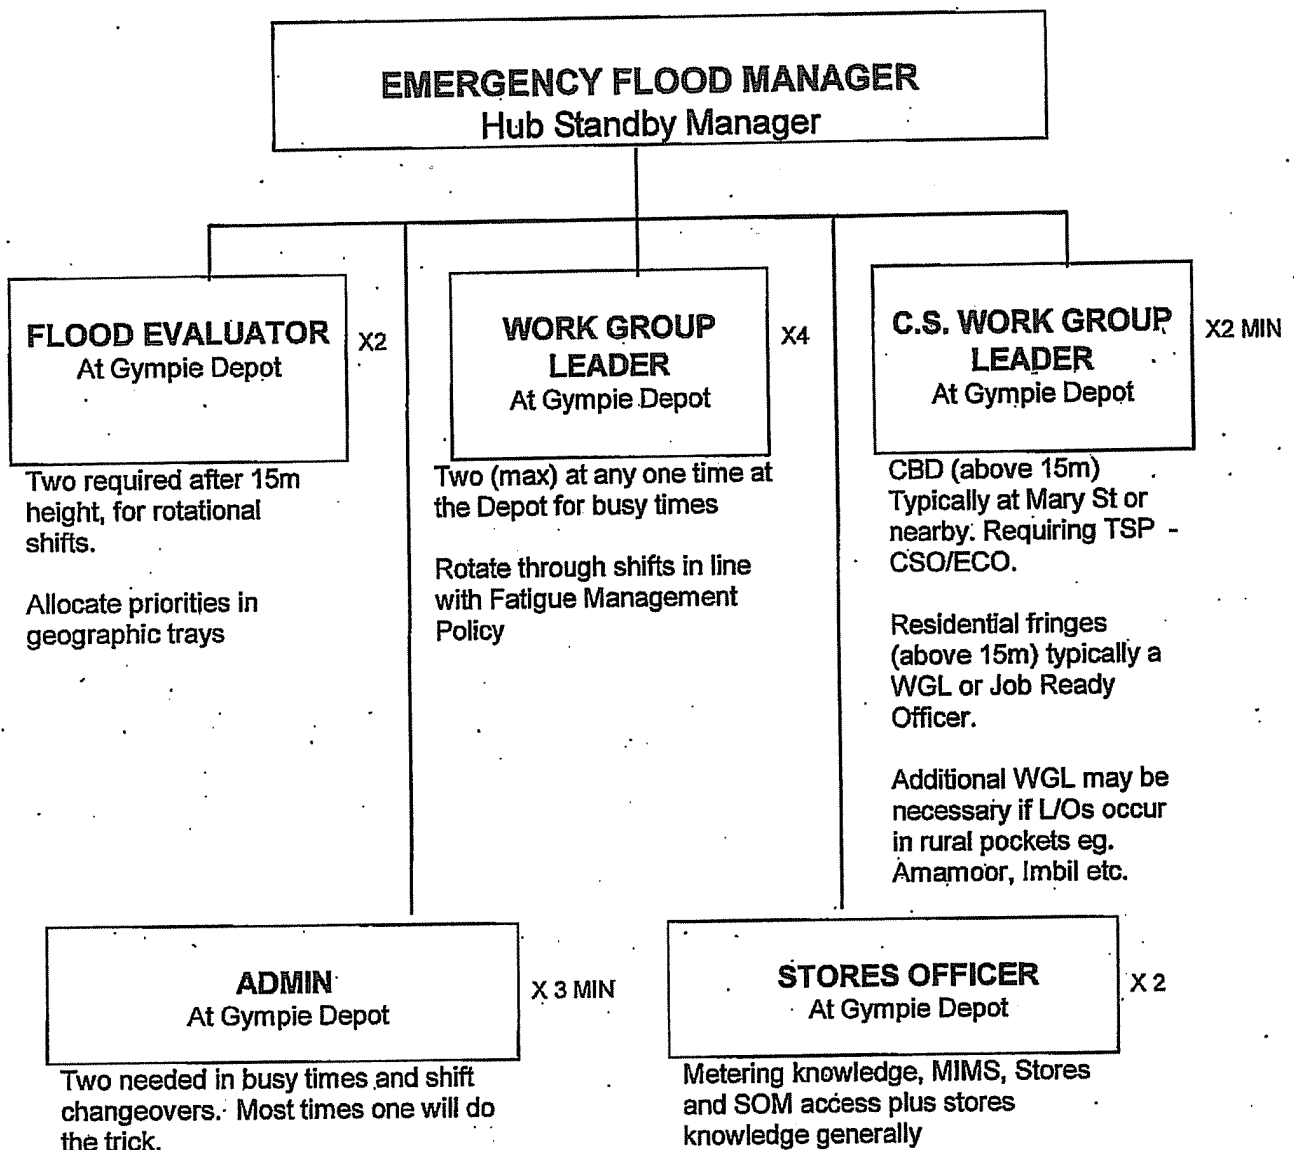 EMERGENCY FLOOD MANAGER
Hub Standby Manager
FLOOD EVALUATOR
At Gympie Depot
X2
Two required after 15m
height, for rotational
shifts.
Allocate priorities in
geographic trays
WORK GROUP
LEADER
At Gympie Depot
X4
Two (max) at any one time at
the Depot for busy times
Rotate through shifts in line
with Fatigue Management
Policy
C.S. WORK GROUP
LEADER
At Gympie Depot
X2 MIN
CBD (above 15m)
Typically at Mary St or
nearby. Requiring TSP -
CSO/ECO.
Residential fringes
(above 15m) typically a
WGL or Job Ready
Officer.
Additional WGL may be
necessary if L/Os occur
in rural pockets eg.
Amamoor, Imbil etc.
ADMIN
At Gympie Depot
X 3 MIN
Two needed in busy times and shift
changeovers. Most times one will do
the trick.
STORES OFFICER
At Gympie Depot
X 2
Metering knowledge, MIMS, Stores
and SOM access plus stores
knowledge generally